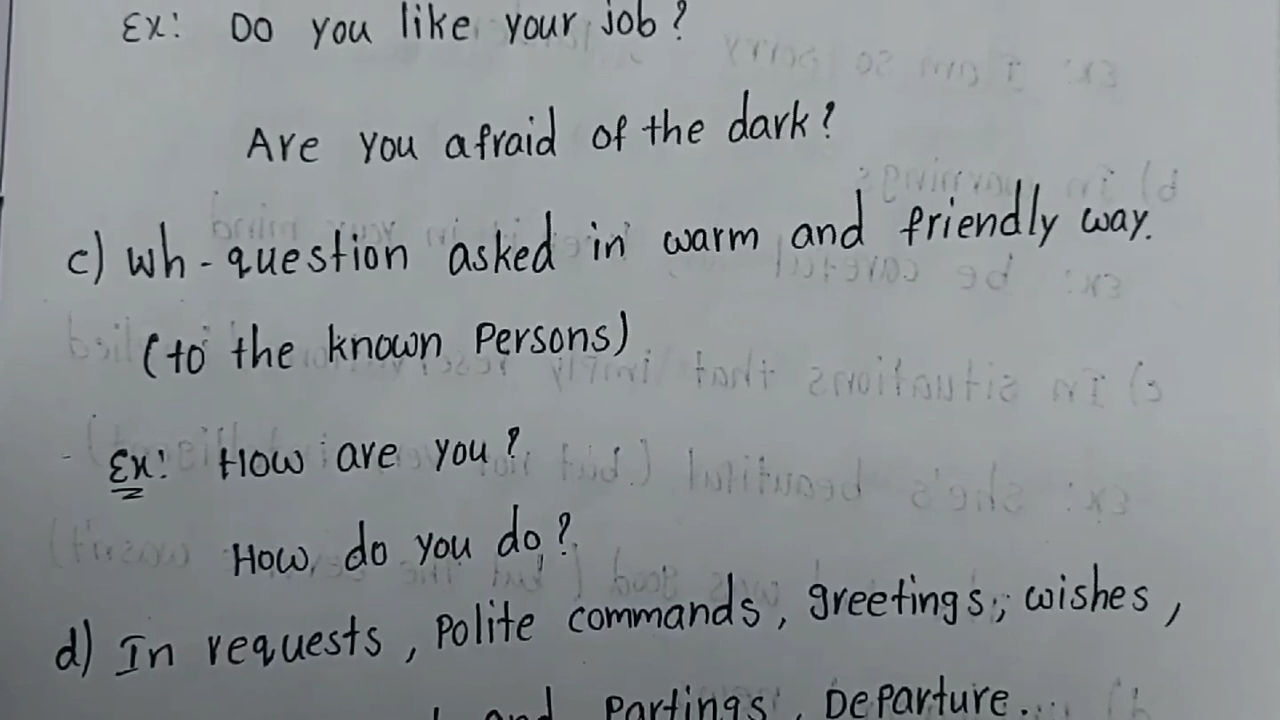 Ex: Do you like your job?
Are you afraid of the dark?
c) Wh-question asked in warm and friendly way.
(to the known persons)
Ex: How are you?
How do you do?
d) In requests, Polite commands, greetings, wishes,
and Partings, Departure...